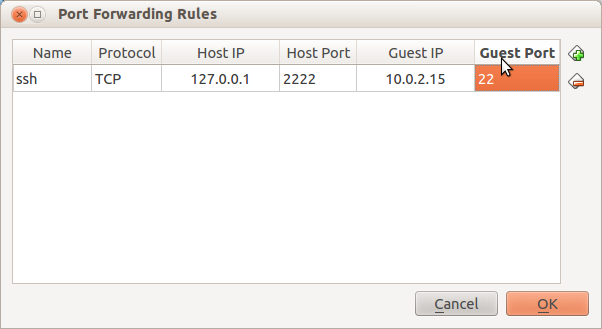 Port Forwarding Rules
Name Protocol Host IP Host Port Guest IP Guest Port
ssh TCP 127.0.0.1 2222 10.0.2.15 22
Cancel OK